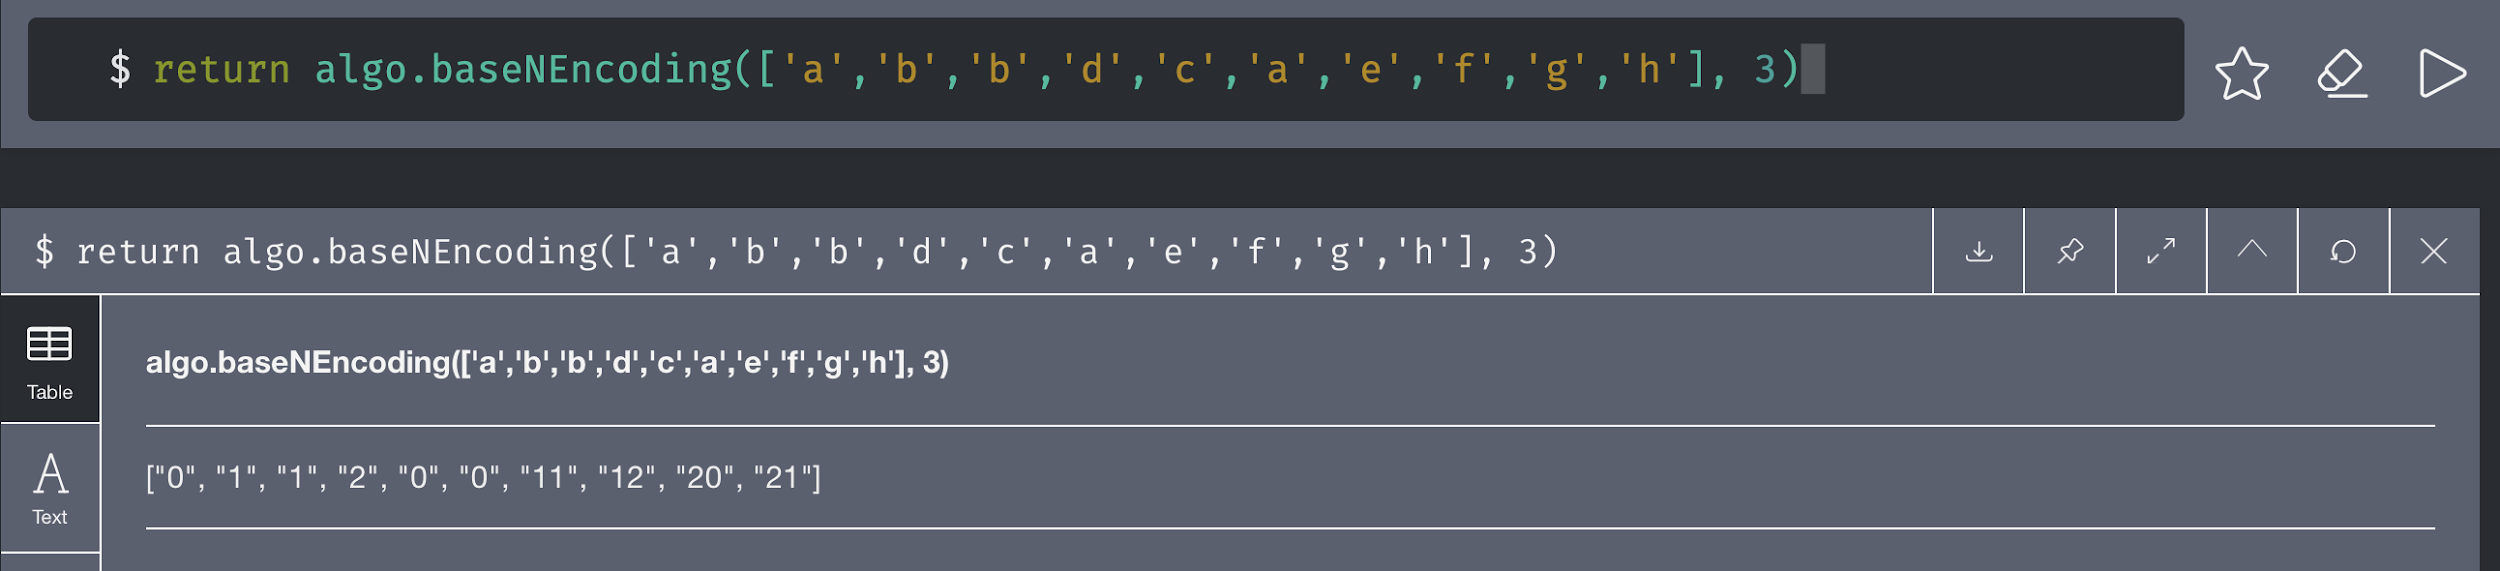 $ return algo.baseNEncoding(['a','b','b','d','c','a','e','f','g','h'], 3)
$ return algo.baseNEncoding(['a','b','b','d','c','a','e','f','g','h'], 3)
Table
algo.baseNEncoding(['a','b','b','d','c','a','e','f','g','h'], 3)
["0", "1", "1", "2", "0", "0", "11", "12", "20", "21"]
A
Text